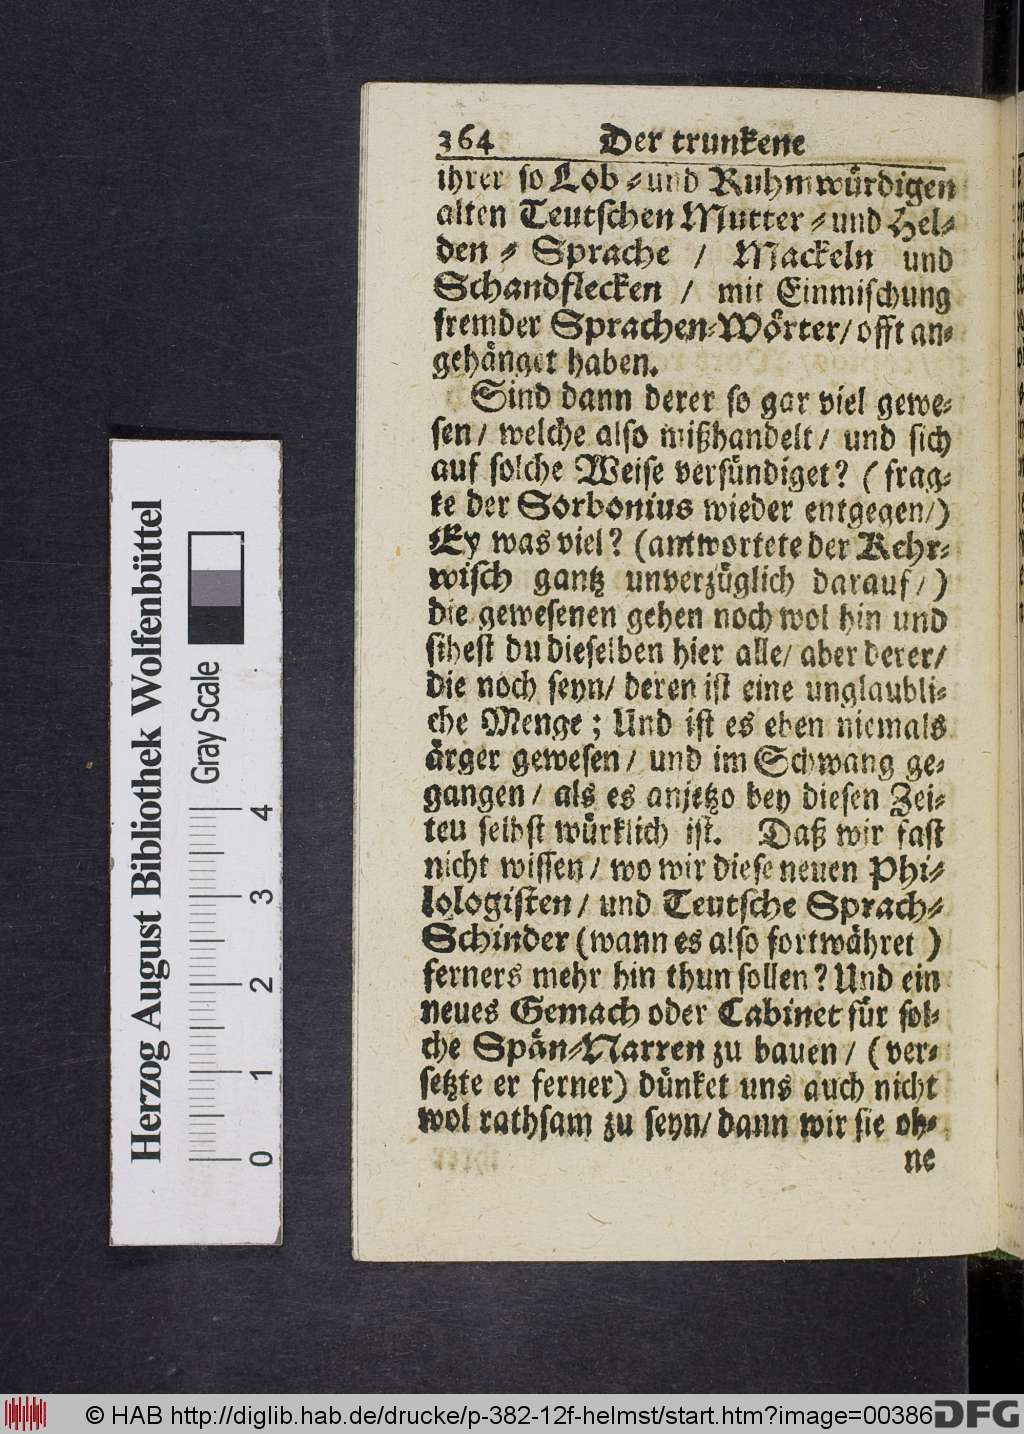 364 Der trunkene
ihrer so Lob⸗und Ruhmwürdigen
alten Teutschen Mutter⸗und Hel⸗
den⸗Sprache / Mackeln und
Schandflecken / mit Einmischung
fremder Sprachen⸗Wörter/ offt an⸗
gehänget haben.
Sind dann derer so gar viel gewe⸗
sen/ welche also mißhandelt/ und sich
auf solche Weise versündiget? (frag⸗
te der Sorbonius wieder entgegen/)
Ey was viel? (antwortete der Kehr⸗
wisch gantz unverzüglich darauf/)
die gewesenen gehen noch wol hin und
sihest du dieselben hier alle/ aber derer/
die noch seyn/ deren ist eine unglaubli⸗
che Menge; Und ist es eben niemals
ärger gewesen/ und im Schwang ge⸗
gangen/ als es anjetzo bey diesen Zei⸗
ten selbst würklich ist. Daß wir fast
nicht wissen/ wo wir diese neuen Phi⸗
lologisten/ und Teutsche Sprach⸗
Schinder (wann es also fortwähret)
ferners mehr hin thun sollen? Und ein
neues Gemach oder Cabinet für sol⸗
che Spän⸗Narren zu bauen/ (ver⸗
setzte er ferner) dünket uns auch nicht
wol rathsam zu seyn/ dann wir sie oh⸗
ne
Herzog August Bibliothek Wolfenbüttel
Gray Scale
0 1 2 3 4
© HAB http://diglib.hab.de/drucke/p-382-12f-helmst/start.htm?image=00386
DFG